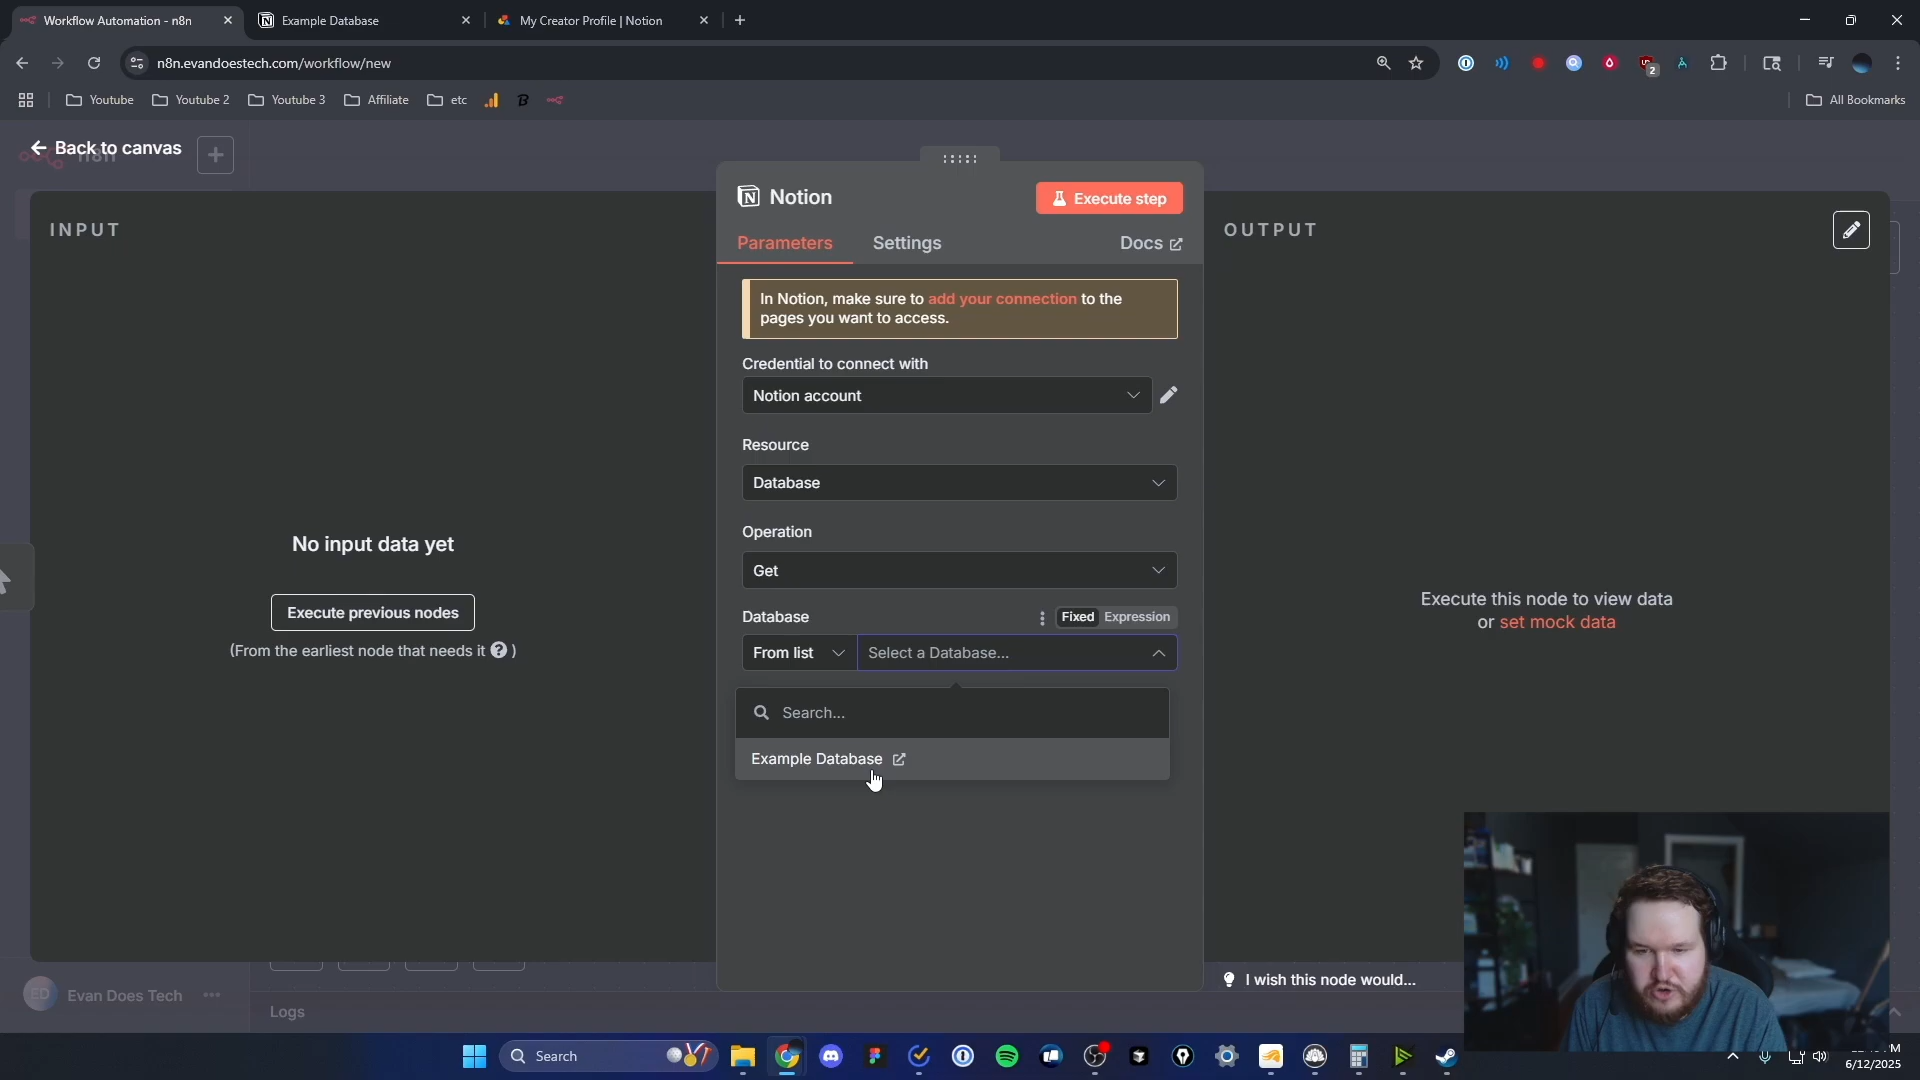 Workflow Automation - n8n
Example Database
My Creator Profile | Notion
n8n.evandoestech.com/workflow/new
2
Youtube
Youtube 2
Youtube 3
Affiliate
etc
All Bookmarks
Back to canvas
n8n
Notion
Execute step
INPUT
OUTPUT
Parameters
Settings
Docs
In Notion, make sure to add your connection to the
pages you want to access.
Credential to connect with
Notion account
Resource
Database
Operation
Get
No input data yet
Execute previous nodes
(From the earliest node that needs it ? )
Execute this node to view data
or set mock data
Database
Fixed
Expression
From list
Select a Database...
Search...
Example Database
I wish this node would...
ED
Evan Does Tech
Logs
Search
6/12/2025